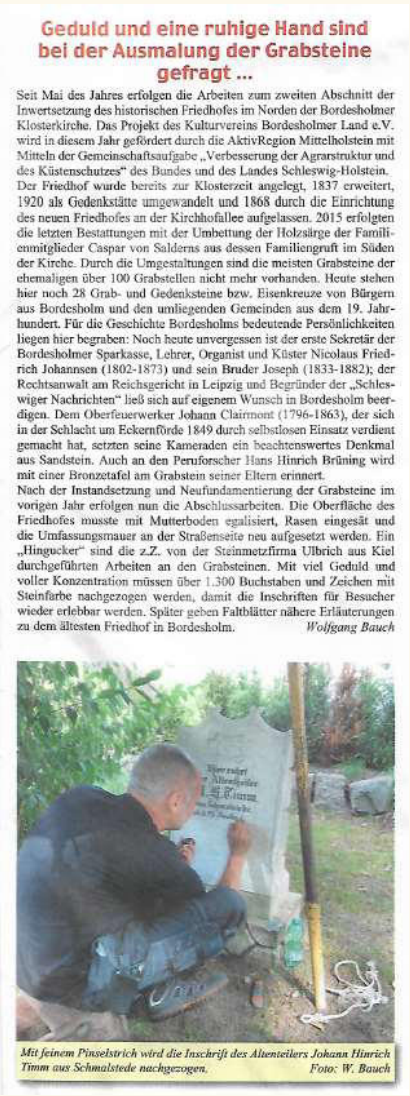 Geduld und eine ruhige Hand sind
bei der Ausmalung der Grabsteine
gefragt ...
Seit Mai des Jahres erfolgen die Arbeiten zum zweiten Abschnitt der
Inwertsetzung des historischen Friedhofes im Norden der Bordesholmer
Klosterkirche. Das Projekt des Kulturvereins Bordesholmer Land e.V.
wird in diesem Jahr gefördert durch die AktivRegion Mittelholstein mit
Mitteln der Gemeinschaftsaufgabe „Verbesserung der Agrarstruktur und
des Küstenschutzes“ des Bundes und des Landes Schleswig-Holstein.
Der Friedhof wurde bereits zur Klosterzeit angelegt, 1837 erweitert,
1920 als Gedenkstätte umgewandelt und 1868 durch die Einrichtung
des neuen Friedhofes an der Kirchhofallee aufgelassen. 2015 erfolgten
die letzten Bestattungen mit der Umbettung der Holzsärge der Famili-
enmitglieder Caspar von Salderns aus dessen Familiengruft im Süden
der Kirche. Durch die Umgestaltungen sind die meisten Grabsteine der
ehemaligen über 100 Grabstellen nicht mehr vorhanden. Heute stehen
hier noch 28 Grab- und Gedenksteine bzw. Eisenkreuze von Bürgern
aus Bordesholm und den umliegenden Gemeinden aus dem 19. Jahr-
hundert. Für die Geschichte Bordesholms bedeutende Persönlichkeiten
liegen hier begraben: Noch heute unvergessen ist der erste Sekretär der
Bordesholmer Sparkasse, Lehrer, Organist und Küster Nicolaus Fried-
rich Johannsen (1802-1873) und sein Bruder Joseph (1833-1882); der
Rechtsanwalt am Reichsgericht in Leipzig und Begründer der „Schles-
wiger Nachrichten“ ließ sich auf eigenem Wunsch in Bordesholm beer-
digen. Dem Oberfeuerwerker Johann Clairmont (1796-1863), der sich
in der Schlacht um Eckernförde 1849 durch selbstlosen Einsatz verdient
gemacht hat, setzten seine Kameraden ein beachtenswertes Denkmal
aus Sandstein. Auch an den Peruforscher Hans Hinrich Brüning wird
mit einer Bronzetafel am Grabstein seiner Eltern erinnert.
Nach der Instandsetzung und Neufundamentierung der Grabsteine im
vorigen Jahr erfolgen nun die Abschlussarbeiten. Die Oberfläche des
Friedhofes musste mit Mutterboden egalisiert, Rasen eingesät und
die Umfassungsmauer an der Straßenseite neu aufgesetzt werden. Ein
„Hingucker“ sind die z.Z. von der Steinmetzfirma Ulbrich aus Kiel
durchgeführten Arbeiten an den Grabsteinen. Mit viel Geduld und
voller Konzentration müssen über 1.300 Buchstaben und Zeichen mit
Steinfarbe nachgezogen werden, damit die Inschriften für Besucher
wieder erlebbar werden. Später geben Faltblätter nähere Erläuterungen
zu dem ältesten Friedhof in Bordesholm. Wolfgang Bauch
Hier ruhet
Altentheiler
H. Timm
Mit feinem Pinselstrich wird die Inschrift des Altenteilers Johann Hinrich
Timm aus Schmalstede nachgezogen. Foto: W. Bauch